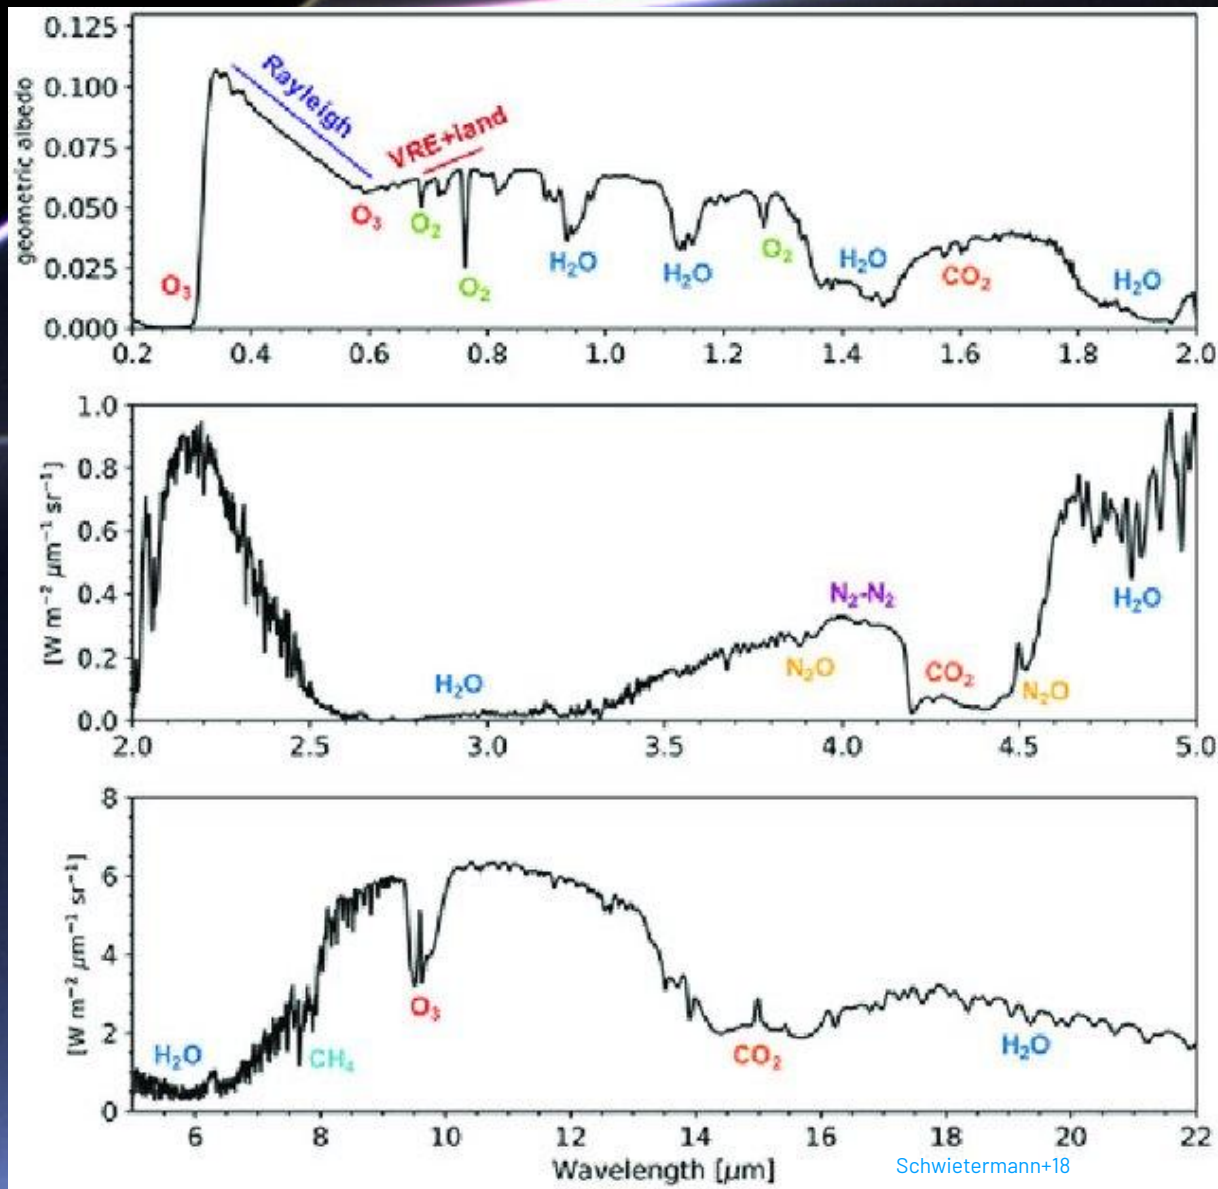 0.125
0.100
0.075
0.050
0.025
0.000
geometric albedo
Rayleigh
VRE+land
O₃
O₃
O₂
O₂
H₂O
H₂O
O₂
H₂O
CO₂
H₂O
0.2 0.4 0.6 0.8 1.0 1.2 1.4 1.6 1.8 2.0
1.0
0.8
0.6
0.4
0.2
0.0
[W m⁻² μm⁻¹ sr⁻¹]
H₂O
N₂-N₂
N₂O
CO₂
N₂O
H₂O
2.0 2.5 3.0 3.5 4.0 4.5 5.0
8
6
4
2
0
[W m⁻² μm⁻¹ sr⁻¹]
H₂O
CH₄
O₃
CO₂
H₂O
6 8 10 12 14 16 18 20 22
Wavelength [μm]
Schwietermann+18